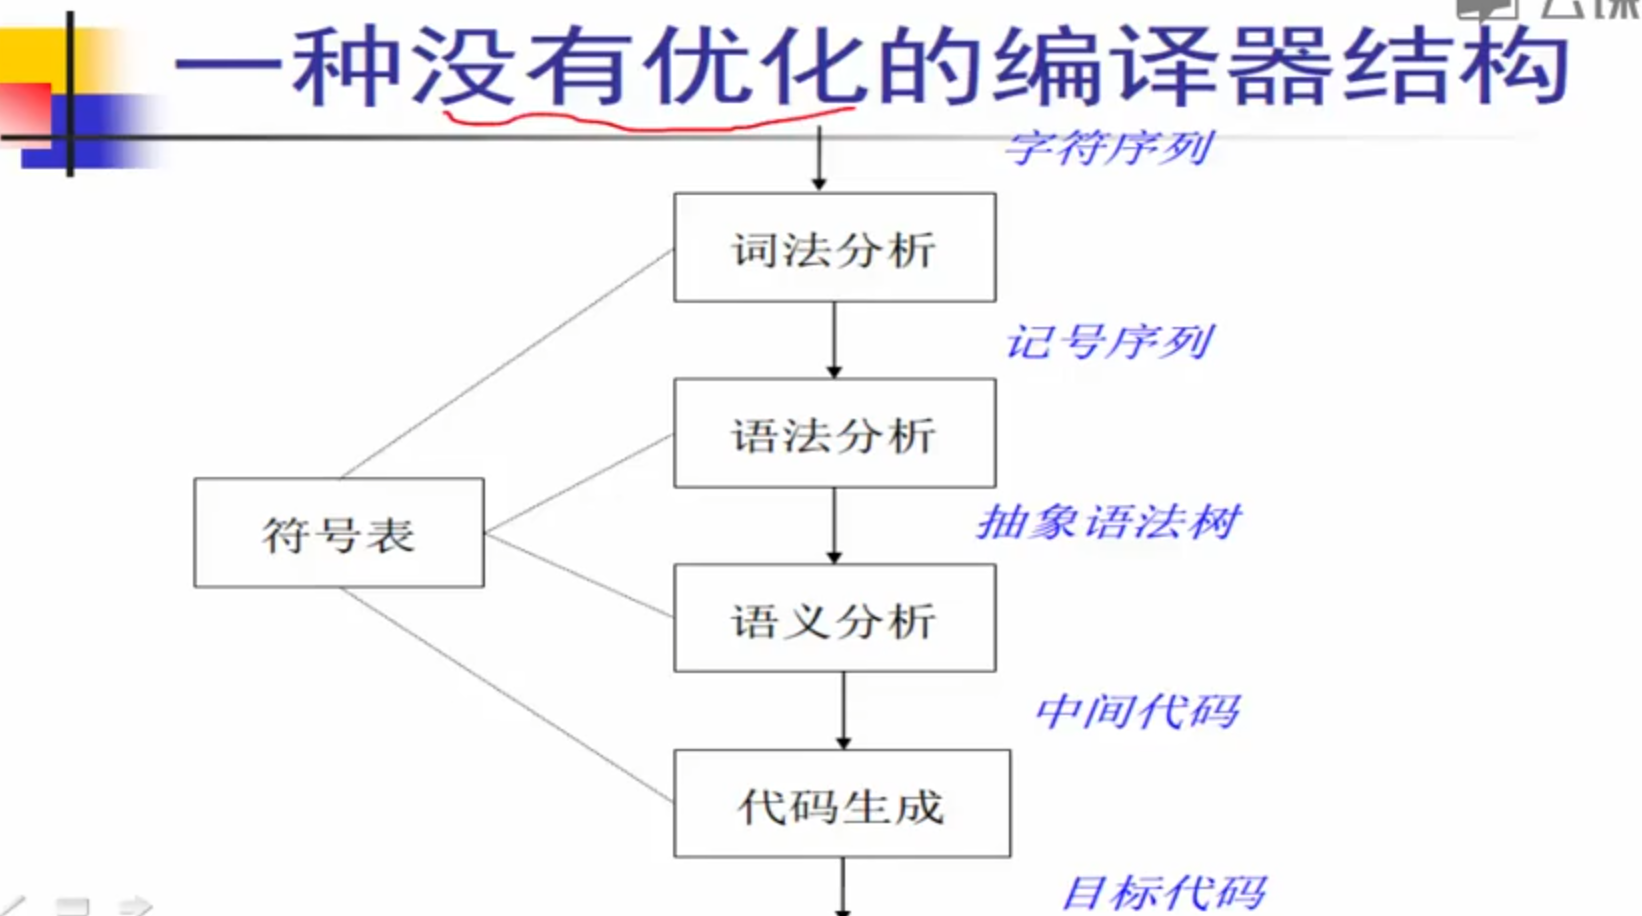 一种没有优化的编译器结构
字符序列
词法分析
记号序列
语法分析
抽象语法树
符号表
语义分析
中间代码
代码生成
目标代码